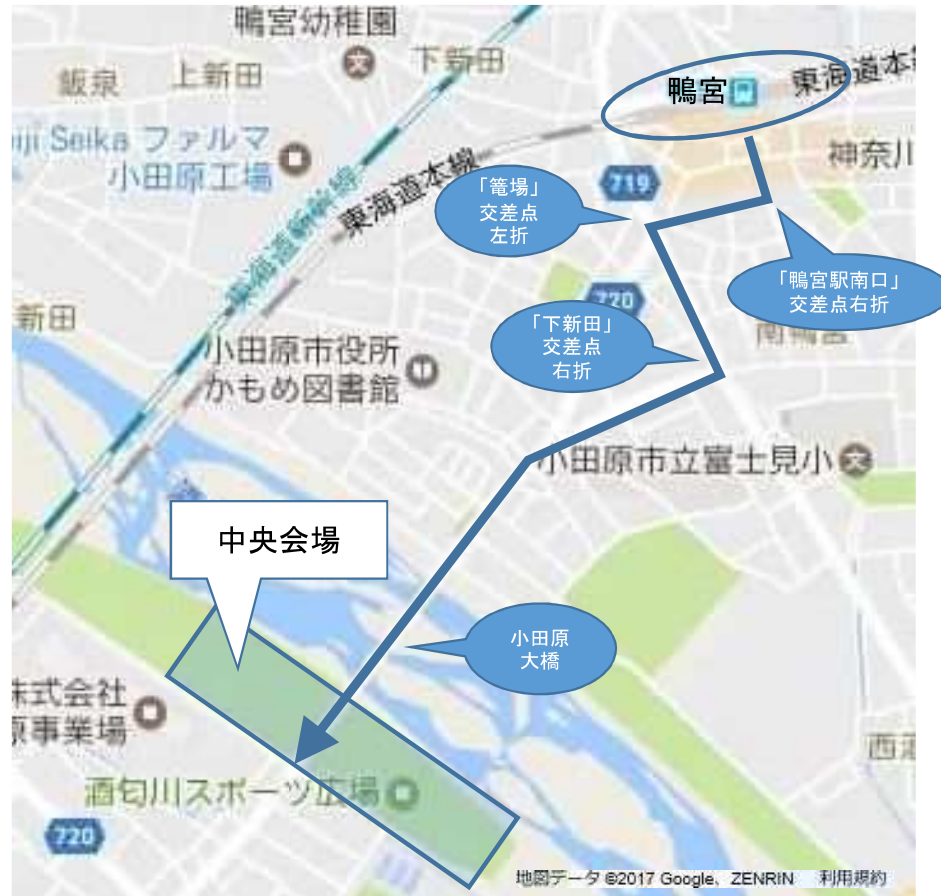 鴨宮幼稚園
下新田
上新田
飯泉
鴨宮
東海道本
Seika ファルマ
小田原工場
東海道新幹線
東海道本線
719
神奈川
「篭場」
交差点
左折
「鴨宮駅南口」
交差点右折
720
「下新田」
交差点
右折
南鴨宮
新田
小田原市役所
かもめ図書館
小田原市立富士見小
中央会場
小田原
大橋
株式会社
原事業場
西酒
酒匂川スポーツ広場
720
地図データ ©2017 Google、ZENRIN 利用規約